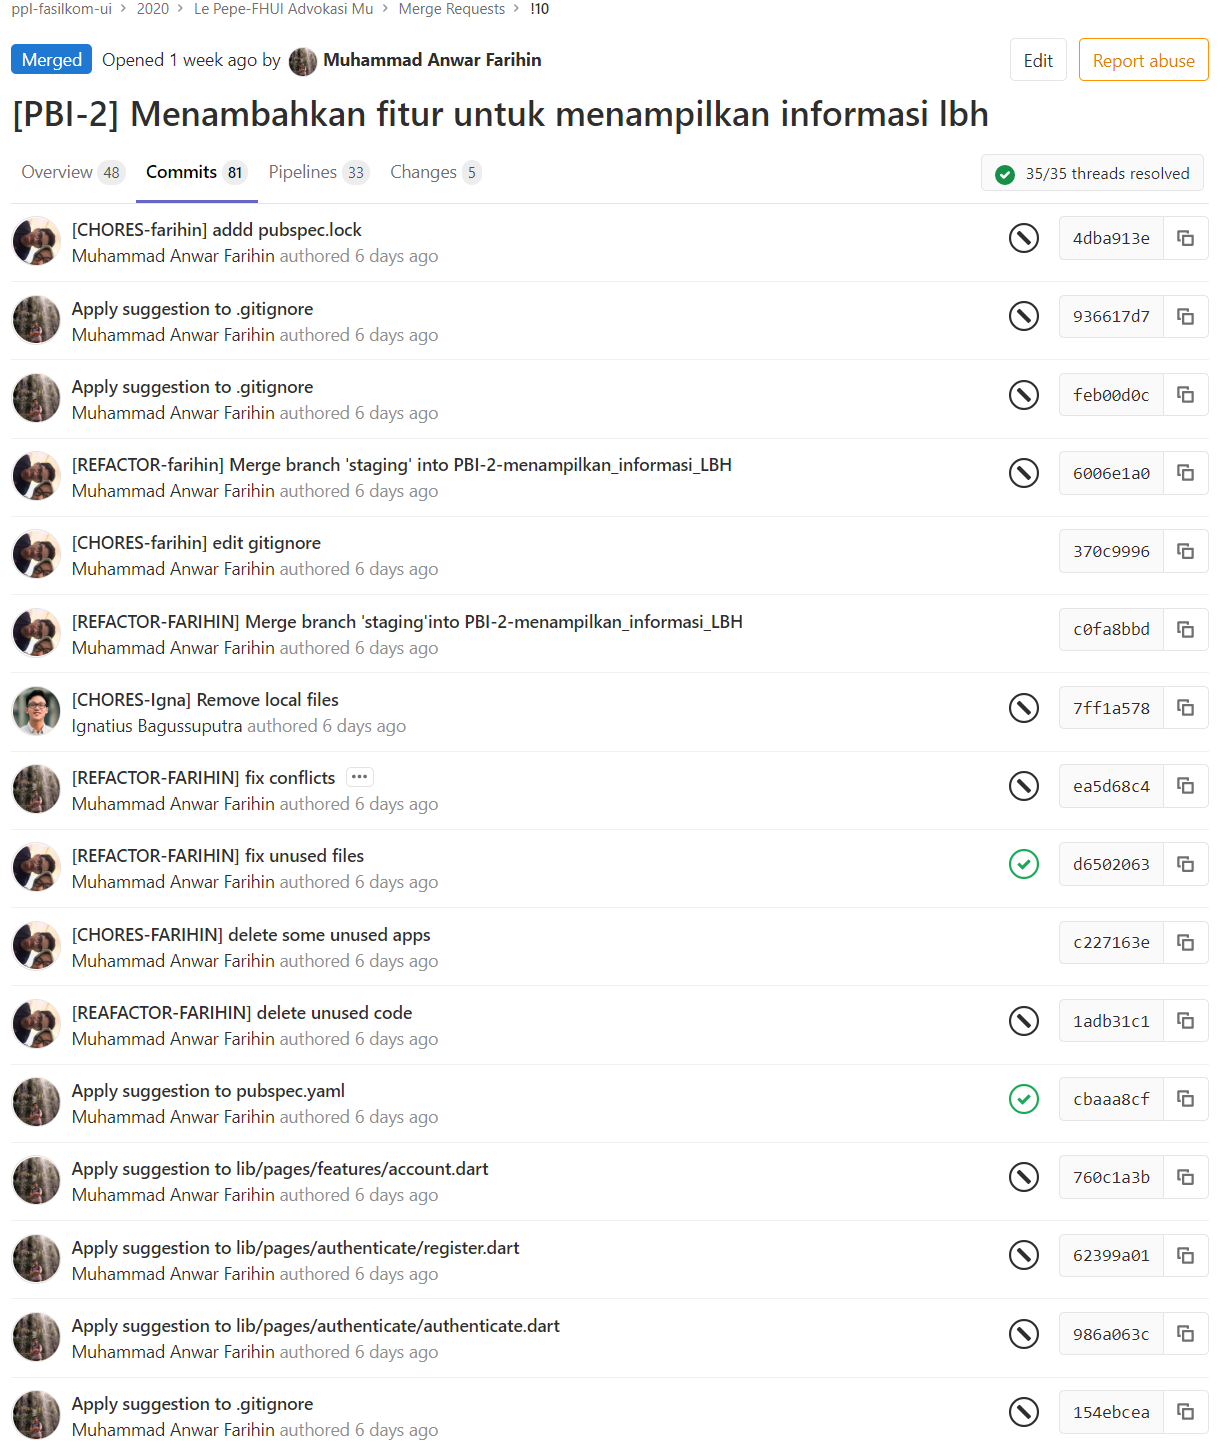 ppl-fasilkom-ui > 2020 > Le Pepe-FHUI Advokasi Mu > Merge Requests > !10
Merged Opened 1 week ago by Muhammad Anwar Farihin Edit Report abuse
[PBI-2] Menambahkan fitur untuk menampilkan informasi lbh
Overview 48 Commits 81 Pipelines 33 Changes 5 35/35 threads resolved
[CHORES-farihin] addd pubspec.lock
Muhammad Anwar Farihin authored 6 days ago
4dba913e
Apply suggestion to .gitignore
Muhammad Anwar Farihin authored 6 days ago
936617d7
Apply suggestion to .gitignore
Muhammad Anwar Farihin authored 6 days ago
feb00d0c
[REFACTOR-farihin] Merge branch 'staging' into PBI-2-menampilkan_informasi_LBH
Muhammad Anwar Farihin authored 6 days ago
6006e1a0
[CHORES-farihin] edit gitignore
Muhammad Anwar Farihin authored 6 days ago
370c9996
[REFACTOR-FARIHIN] Merge branch 'staging'into PBI-2-menampilkan_informasi_LBH
Muhammad Anwar Farihin authored 6 days ago
c0fa8bbd
[CHORES-Igna] Remove local files
Ignatius Bagussuputra authored 6 days ago
7ff1a578
[REFACTOR-FARIHIN] fix conflicts ...
Muhammad Anwar Farihin authored 6 days ago
ea5d68c4
[REFACTOR-FARIHIN] fix unused files
Muhammad Anwar Farihin authored 6 days ago
d6502063
[CHORES-FARIHIN] delete some unused apps
Muhammad Anwar Farihin authored 6 days ago
c227163e
[REAFACTOR-FARIHIN] delete unused code
Muhammad Anwar Farihin authored 6 days ago
1adb31c1
Apply suggestion to pubspec.yaml
Muhammad Anwar Farihin authored 6 days ago
cbaaa8cf
Apply suggestion to lib/pages/features/account.dart
Muhammad Anwar Farihin authored 6 days ago
760c1a3b
Apply suggestion to lib/pages/authenticate/register.dart
Muhammad Anwar Farihin authored 6 days ago
62399a01
Apply suggestion to lib/pages/authenticate/authenticate.dart
Muhammad Anwar Farihin authored 6 days ago
986a063c
Apply suggestion to .gitignore
Muhammad Anwar Farihin authored 6 days ago
154ebcea